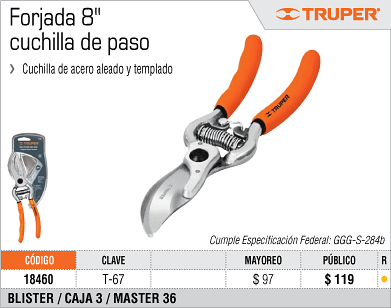 Forjada 8"
cuchilla de paso
TRUPER®
› Cuchilla de acero aleado y templado
Cumple Especificación Federal: GGG-S-284b
CÓDIGO CLAVE MAYOREO PÚBLICO R
18460 T-67 $ 97 $ 119 •
BLISTER / CAJA 3 / MASTER 36